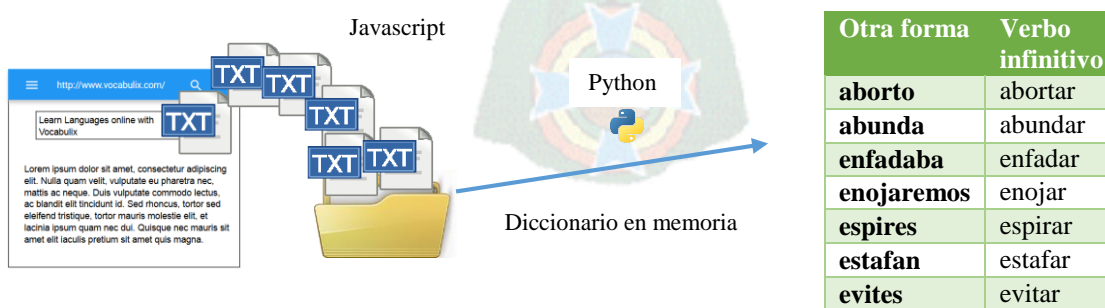 Javascript
http://www.vocabulix.com/
Learn Languages online with
Vocabulix
Lorem ipsum dolor sit amet, consectetur adipiscing
elit. Nulla quam velit, vulputate eu pharetra nec,
mattis ac neque. Duis vulputate commodo lectus,
ac blandit elit tincidunt id. Sed rhoncus, tortor sed
eleifend tristique, tortor mauris molestie elit, et
lacinia ipsum quam nec dui. Quisque nec mauris sit
amet elit iaculis pretium sit amet quis magna.
TXT
TXT
TXT
TXT
TXT
TXT
Python
Diccionario en memoria
Otra forma Verbo
infinitivo
aborto abortar
abunda abundar
enfadaba enfadar
enojaremos enojar
espires espirar
estafan estafar
evites evitar